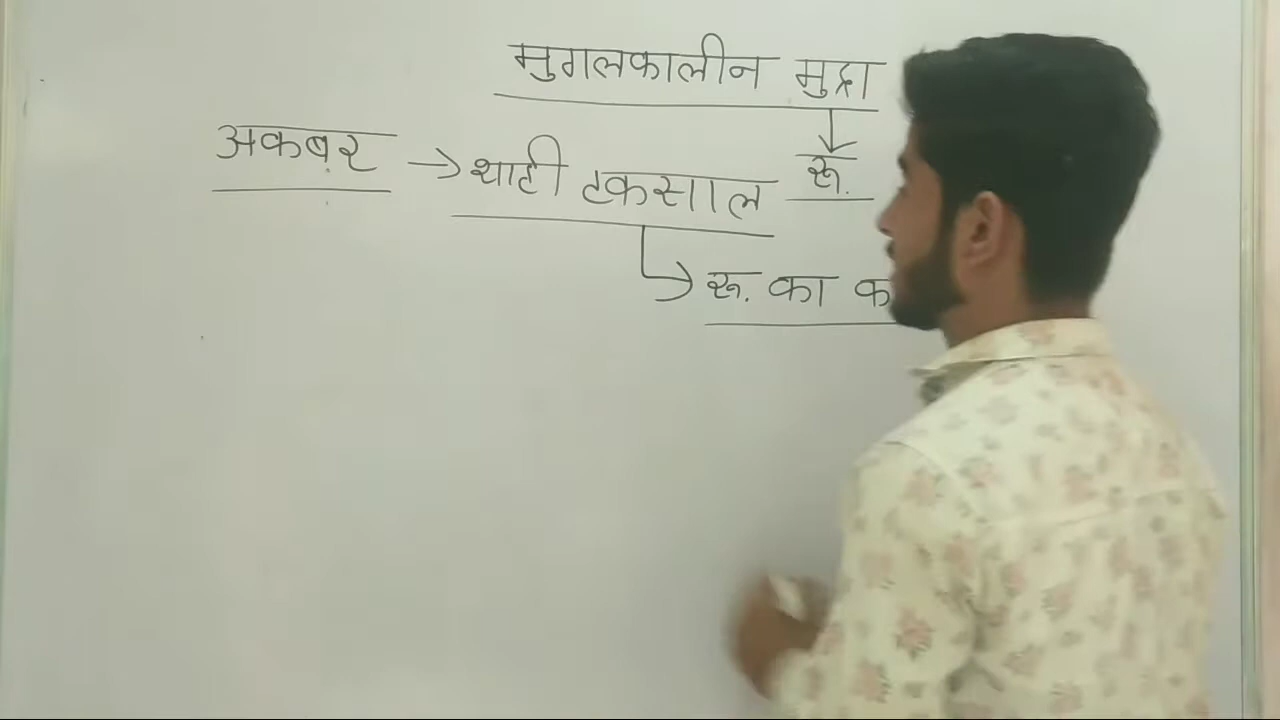 मुगलकालीन मुद्रा
↓
रू.
अकबर → शाही टकसाल
→ रू. का